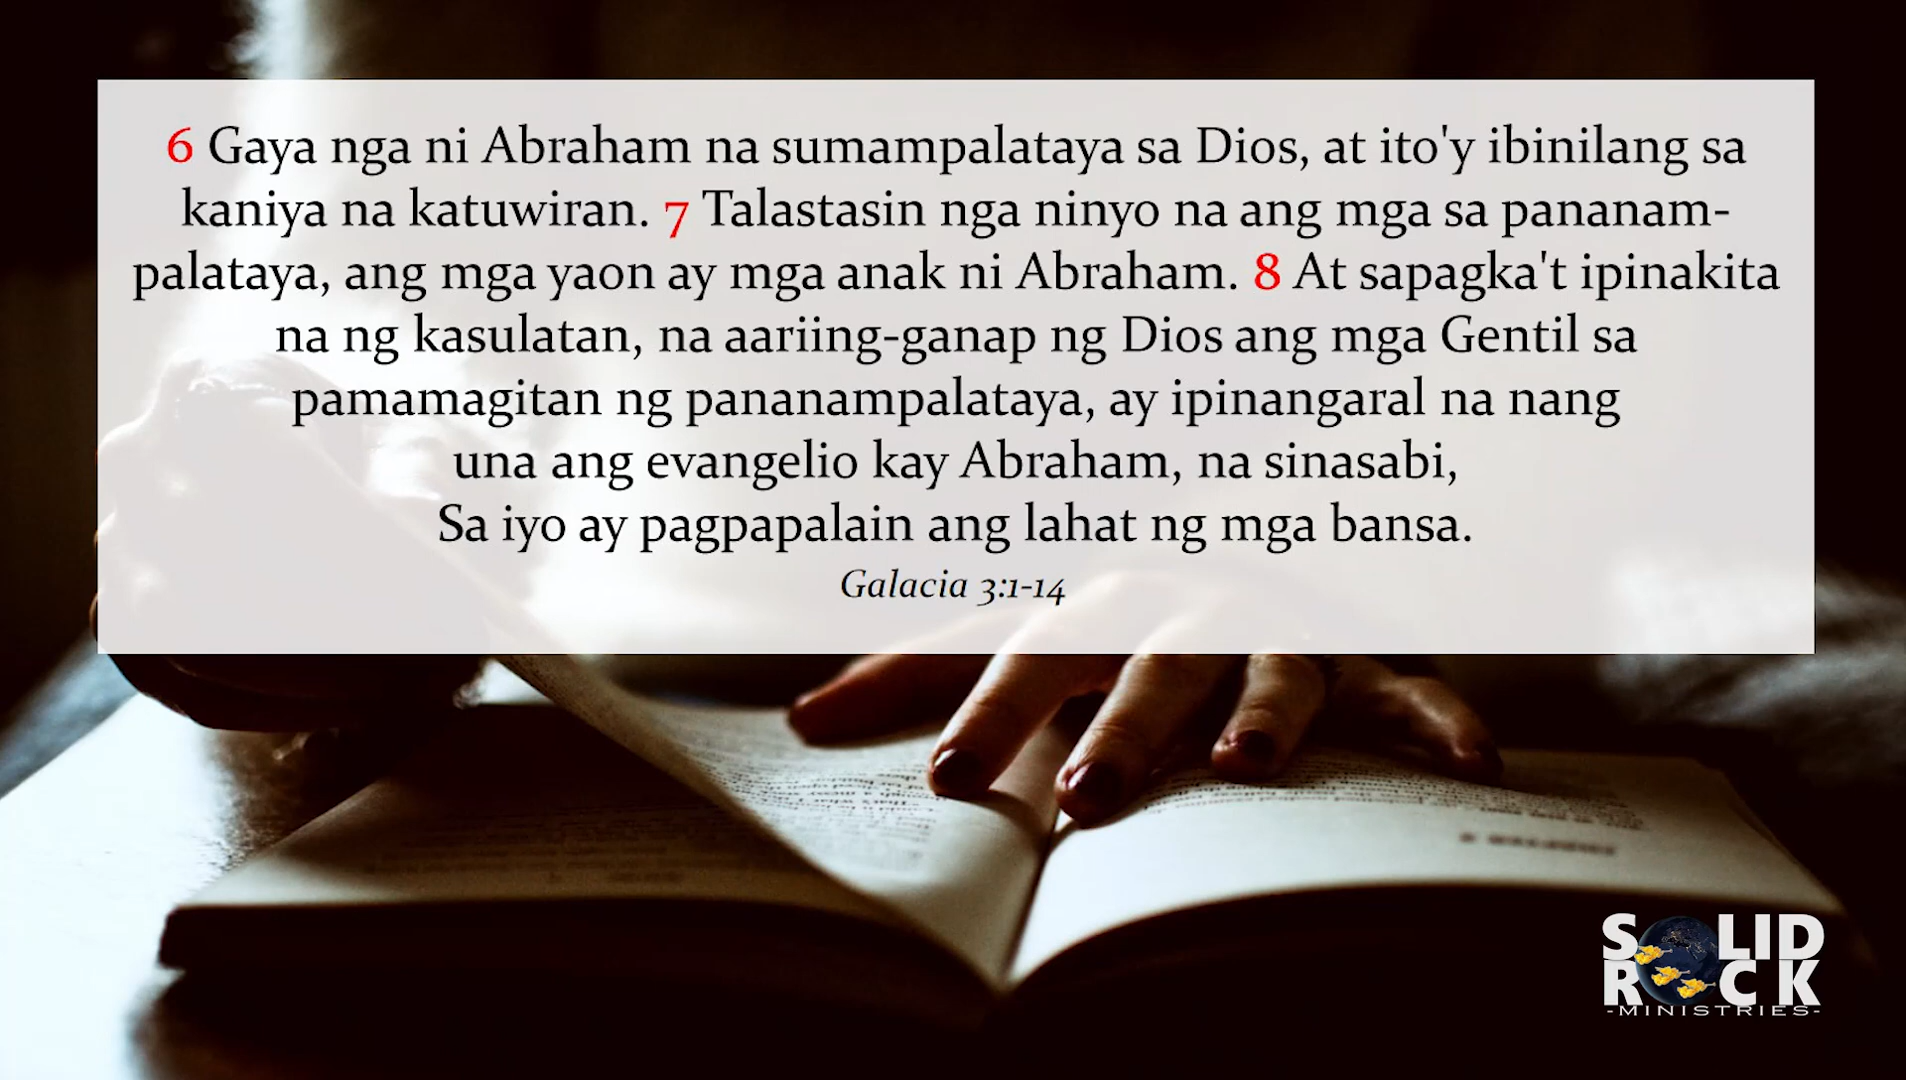 6 Gaya nga ni Abraham na sumampalataya sa Dios, at ito'y ibinilang sa
kaniya na katuwiran. 7 Talastasin nga ninyo na ang mga sa pananam-
palataya, ang mga yaon ay mga anak ni Abraham. 8 At sapagka't ipinakita
na ng kasulatan, na aariing-ganap ng Dios ang mga Gentil sa
pamamagitan ng pananampalataya, ay ipinangaral na nang
una ang evangelio kay Abraham, na sinasabi,
Sa iyo ay pagpapalain ang lahat ng mga bansa.
Galacia 3:1-14
SOLID
ROCK
-MINISTRIES-